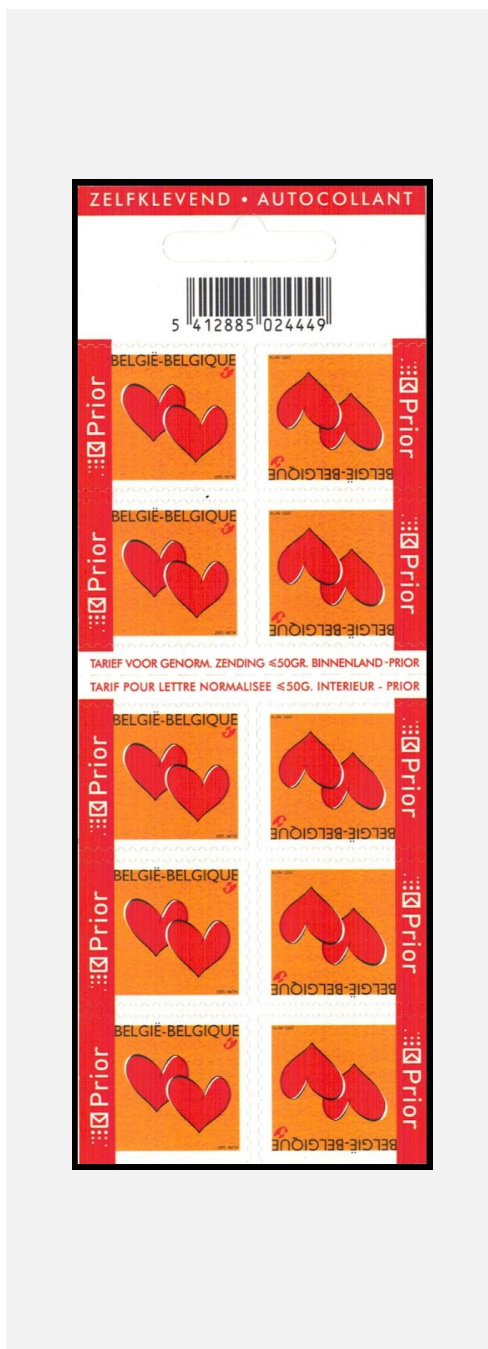 ZELFKLEVEND • AUTOCOLLANT
5 412885 024449
BELGIË-BELGIQUE
BELGIË-BELGIQUE
Prior
Prior
BELGIË-BELGIQUE
BELGIË-BELGIQUE
Prior
Prior
TARIEF VOOR GENORM. ZENDING ≤50GR. BINNENLAND-PRIOR
TARIF POUR LETTRE NORMALISEE ≤50G. INTERIEUR - PRIOR
BELGIË-BELGIQUE
BELGIË-BELGIQUE
Prior
Prior
BELGIË-BELGIQUE
BELGIË-BELGIQUE
Prior
Prior
BELGIË-BELGIQUE
BELGIË-BELGIQUE
Prior
Prior